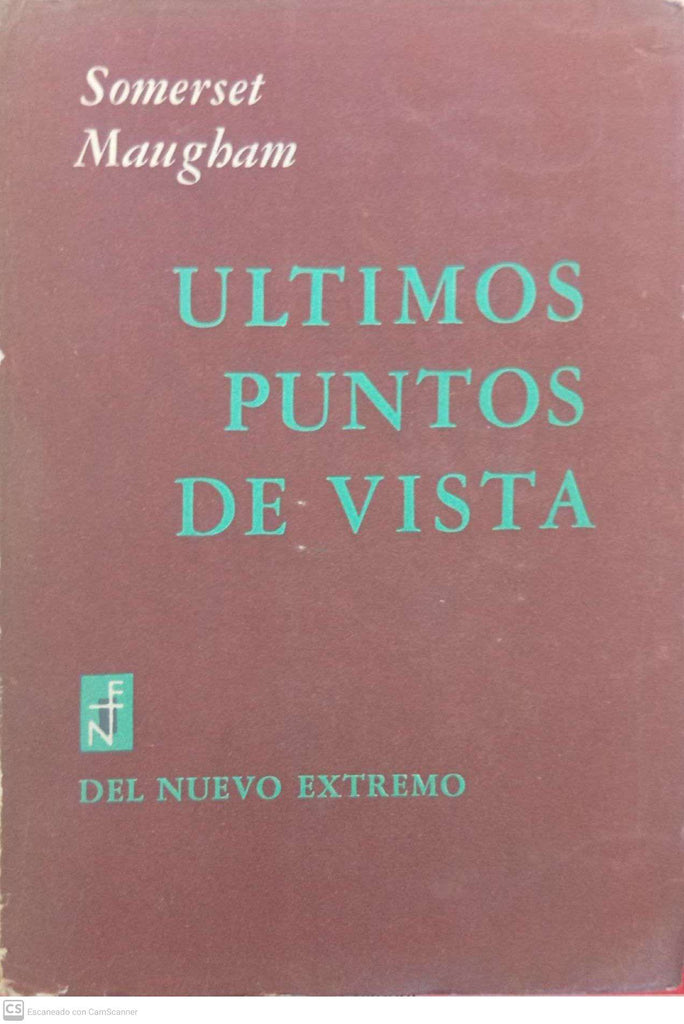 Somerset
Maugham
ULTIMOS
PUNTOS
DE VISTA
E
N
DEL NUEVO EXTREMO
CS Escaneado con CamScanner